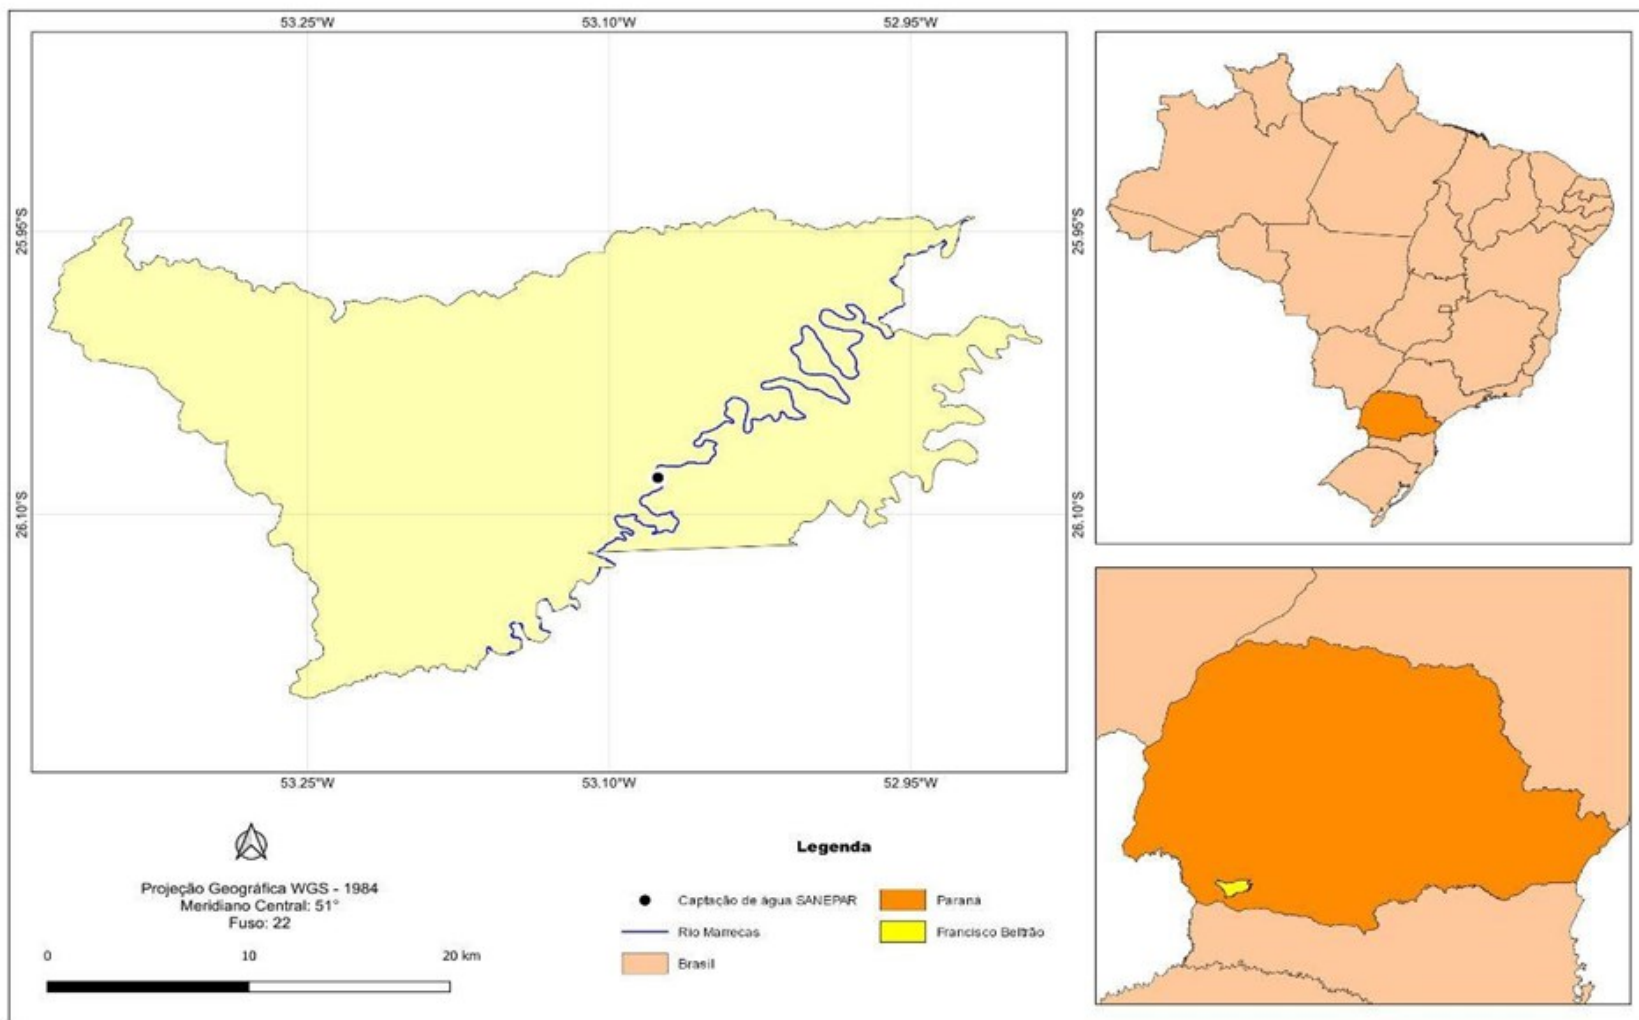 53.25°W 53.10°W 52.95°W
25.95°S 25.95°S
26.10°S 26.10°S
53.25°W 53.10°W 52.95°W
Projeção Geográfica WGS - 1984
Meridiano Central: 51°
Fuso: 22
0 10 20 km
Legenda
Captação de água SANEPAR
Rio Marrecas
Brasil
Paraná
Francisco Beltrão